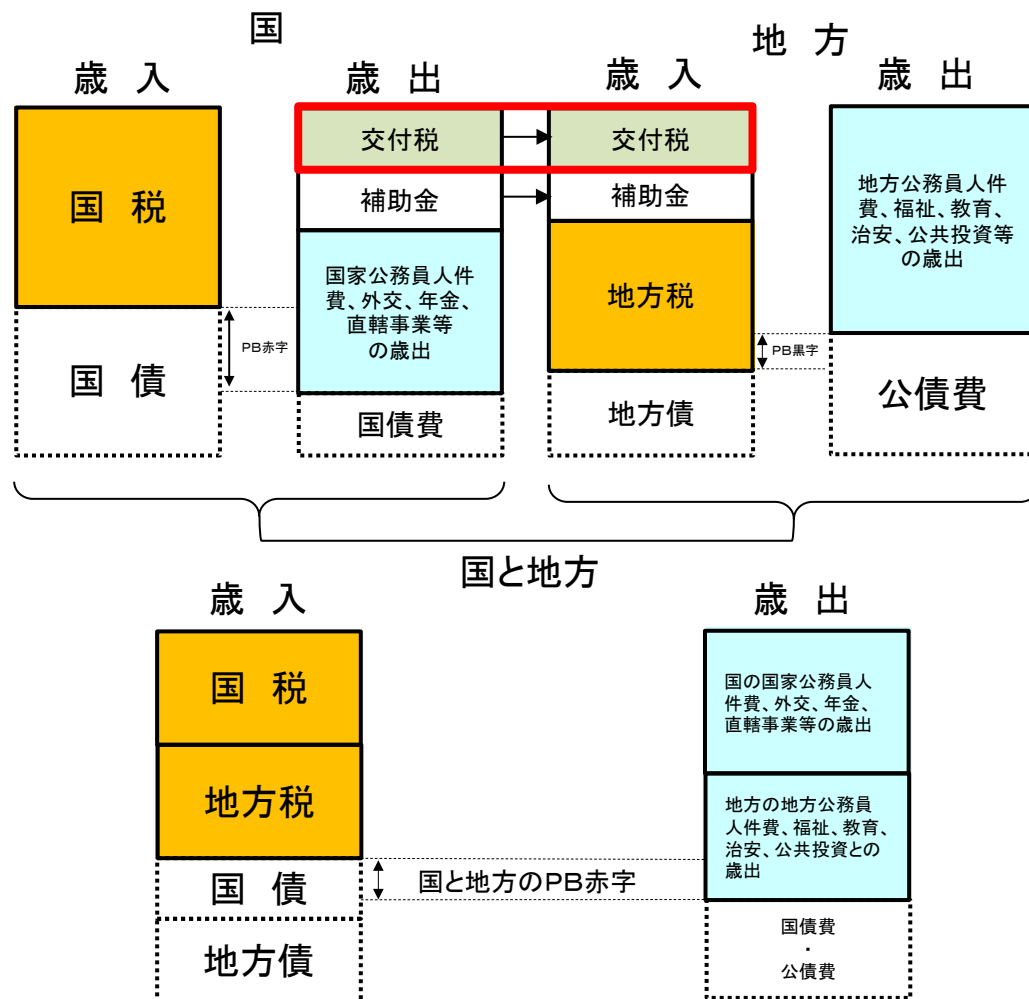 国
地 方
歳 入
歳 出
歳 入
歳 出
国 税
国 債
交付税
補助金
国家公務員人件
費、外交、年金、
直轄事業等
の歳出
国債費
PB赤字
交付税
補助金
地方税
地方債
PB黒字
地方公務員人件
費、福祉、教育、
治安、公共投資等
の歳出
公債費
国と地方
歳 入
歳 出
国 税
地方税
国 債
地方債
国と地方のPB赤字
国の国家公務員人
件費、外交、年金、
直轄事業等の歳出
地方の地方公務員
人件費、福祉、教育、
治安、公共投資との
歳出
国債費
・
公債費